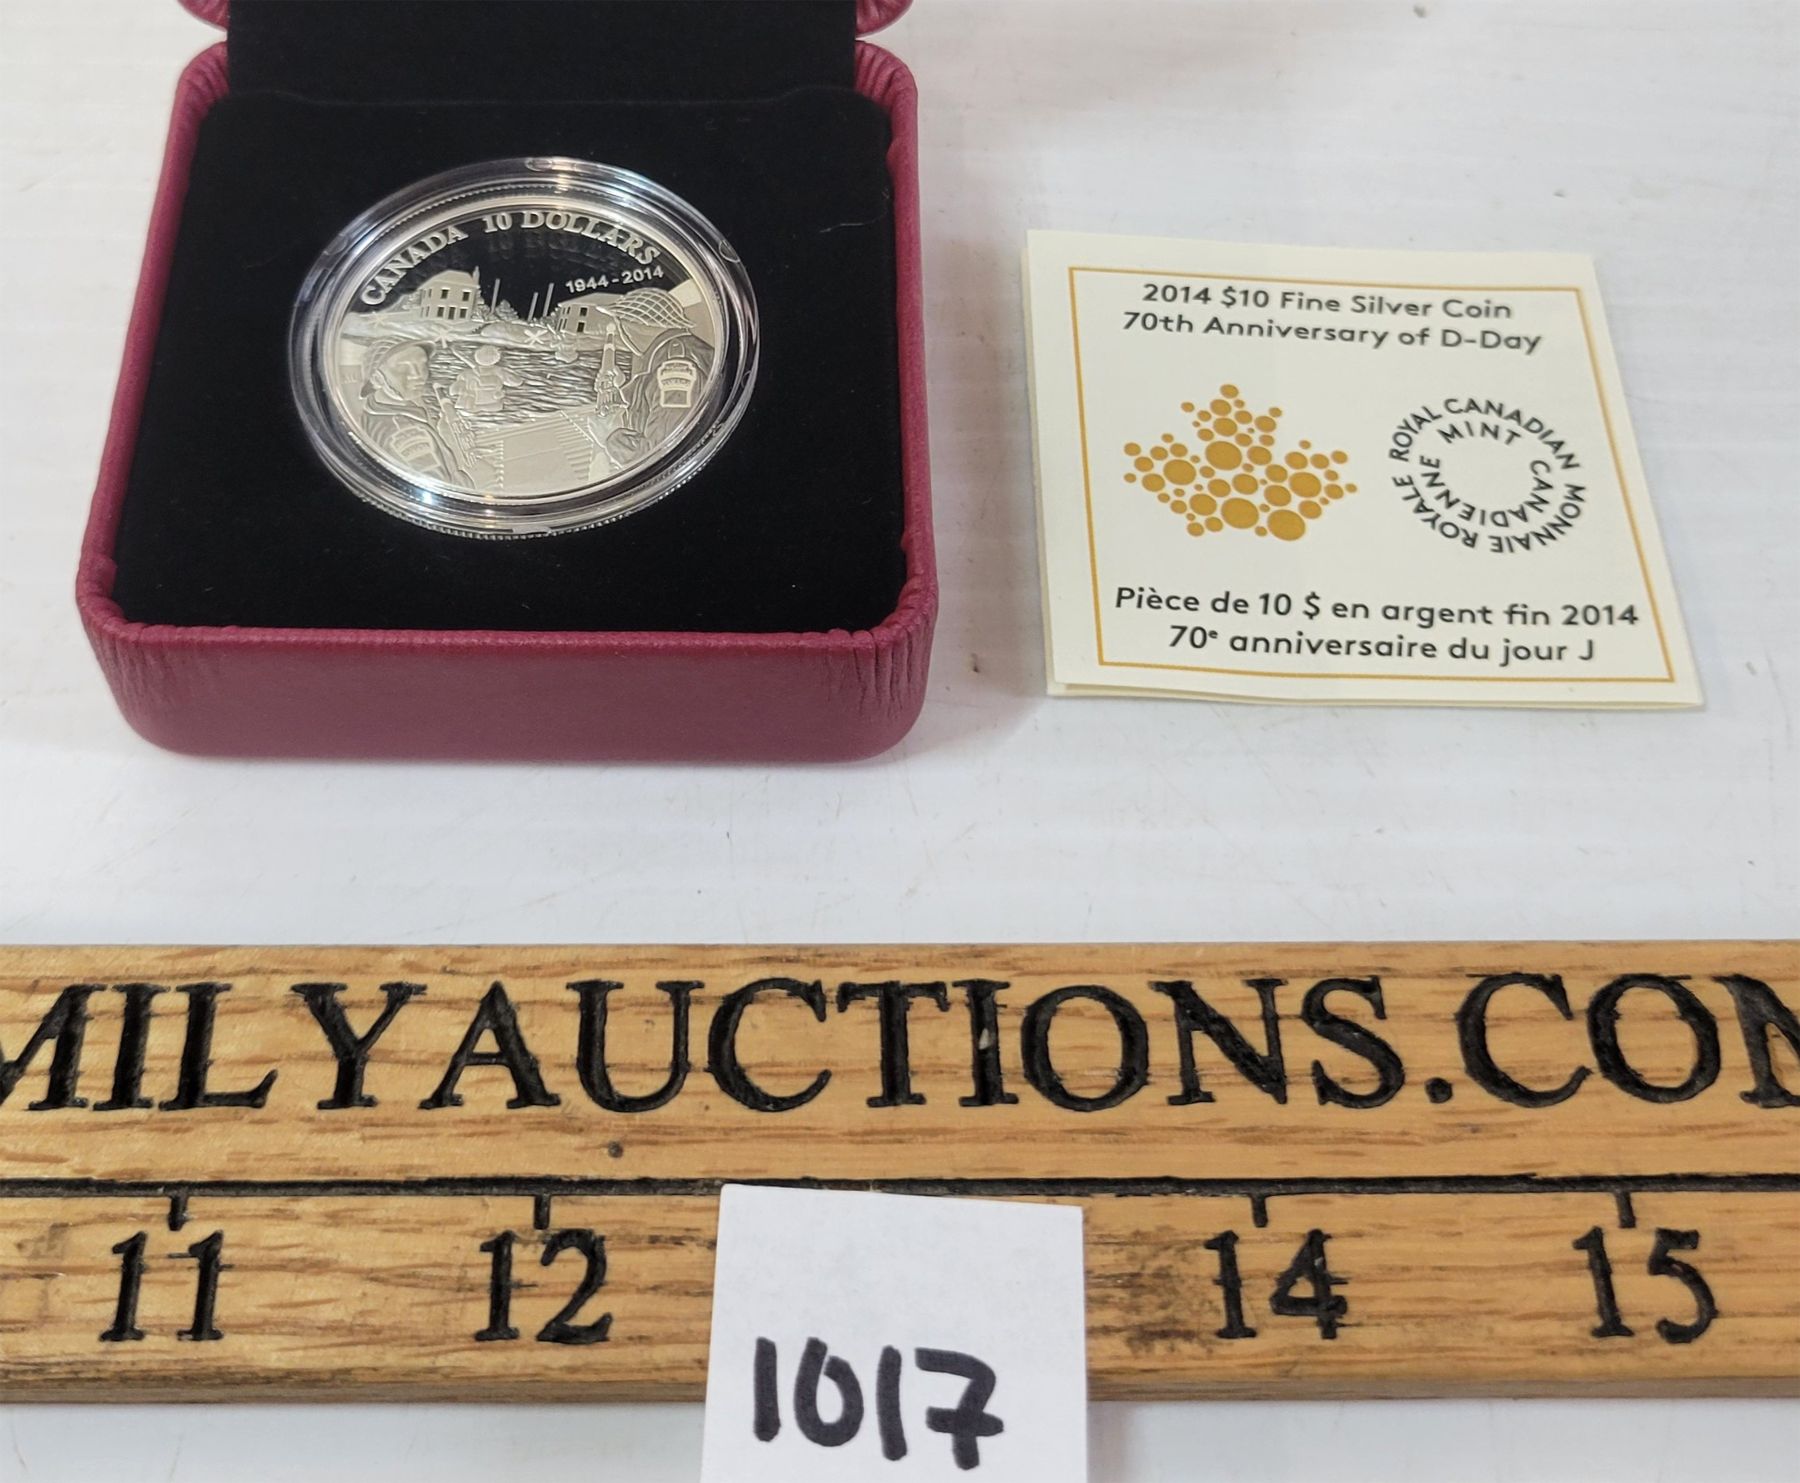 CANADA 10 DOLLARS
1944-2014
2014 $10 Fine Silver Coin
70th Anniversary of D-Day
ROYAL CANADIAN MINT
MONNAIE ROYALE CANADIENNE
Pièce de 10 $ en argent fin 2014
70e anniversaire du jour J
MILYAUCTIONS.COM
11 12 14 15
1017